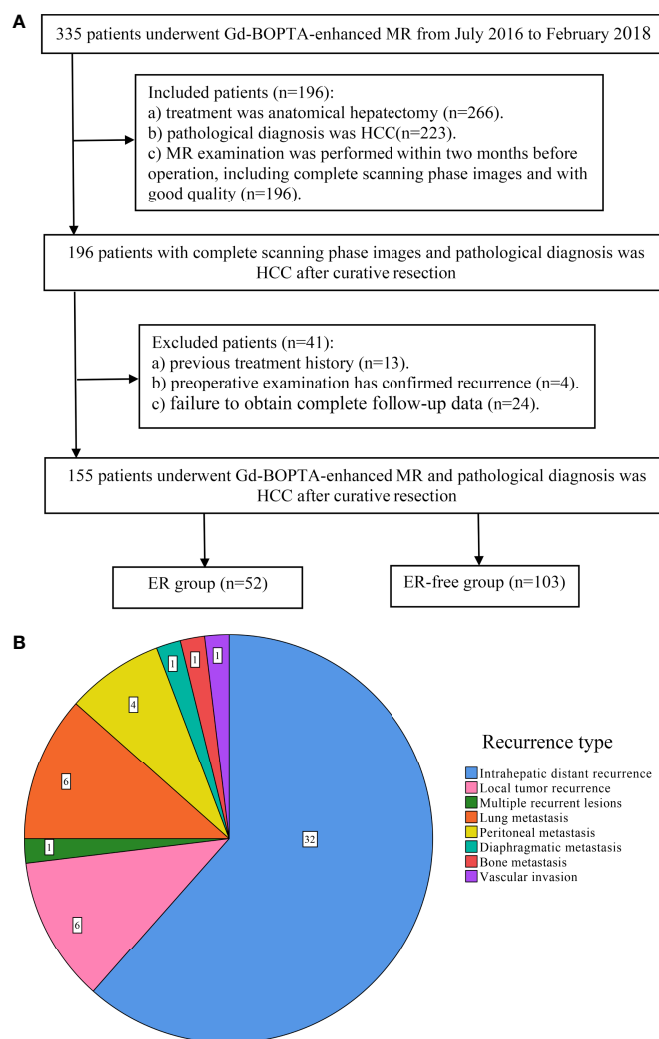 A
335 patients underwent Gd-BOPTA-enhanced MR from July 2016 to February 2018
Included patients (n=196):
a) treatment was anatomical hepatectomy (n=266).
b) pathological diagnosis was HCC(n=223).
c) MR examination was performed within two months before
operation, including complete scanning phase images and with
good quality (n=196).
196 patients with complete scanning phase images and pathological diagnosis was
HCC after curative resection
Excluded patients (n=41):
a) previous treatment history (n=13).
b) preoperative examination has confirmed recurrence (n=4).
c) failure to obtain complete follow-up data (n=24).
155 patients underwent Gd-BOPTA-enhanced MR and pathological diagnosis was
HCC after curative resection
ER group (n=52)
ER-free group (n=103)
B
1
1
1
4
6
32
1
6
Recurrence type
Intrahepatic distant recurrence
Local tumor recurrence
Multiple recurrent lesions
Lung metastasis
Peritoneal metastasis
Diaphragmatic metastasis
Bone metastasis
Vascular invasion